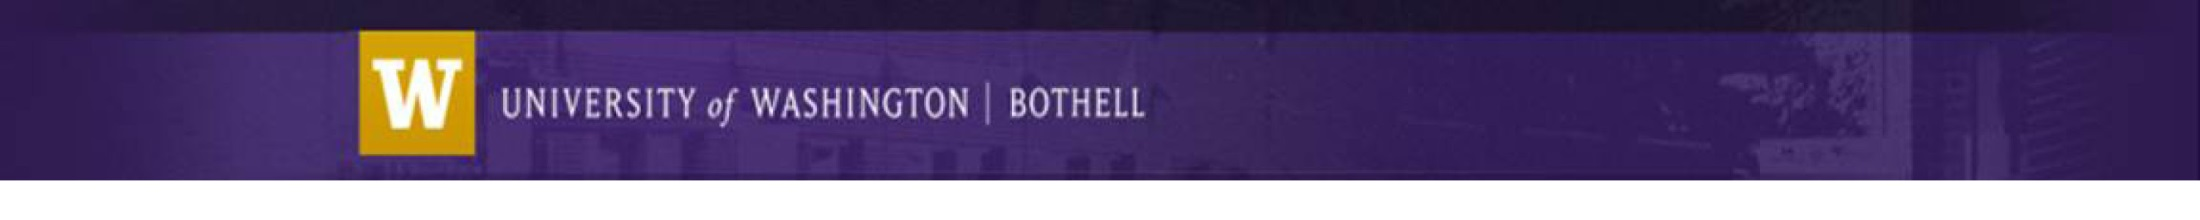 W UNIVERSITY of WASHINGTON | BOTHELL